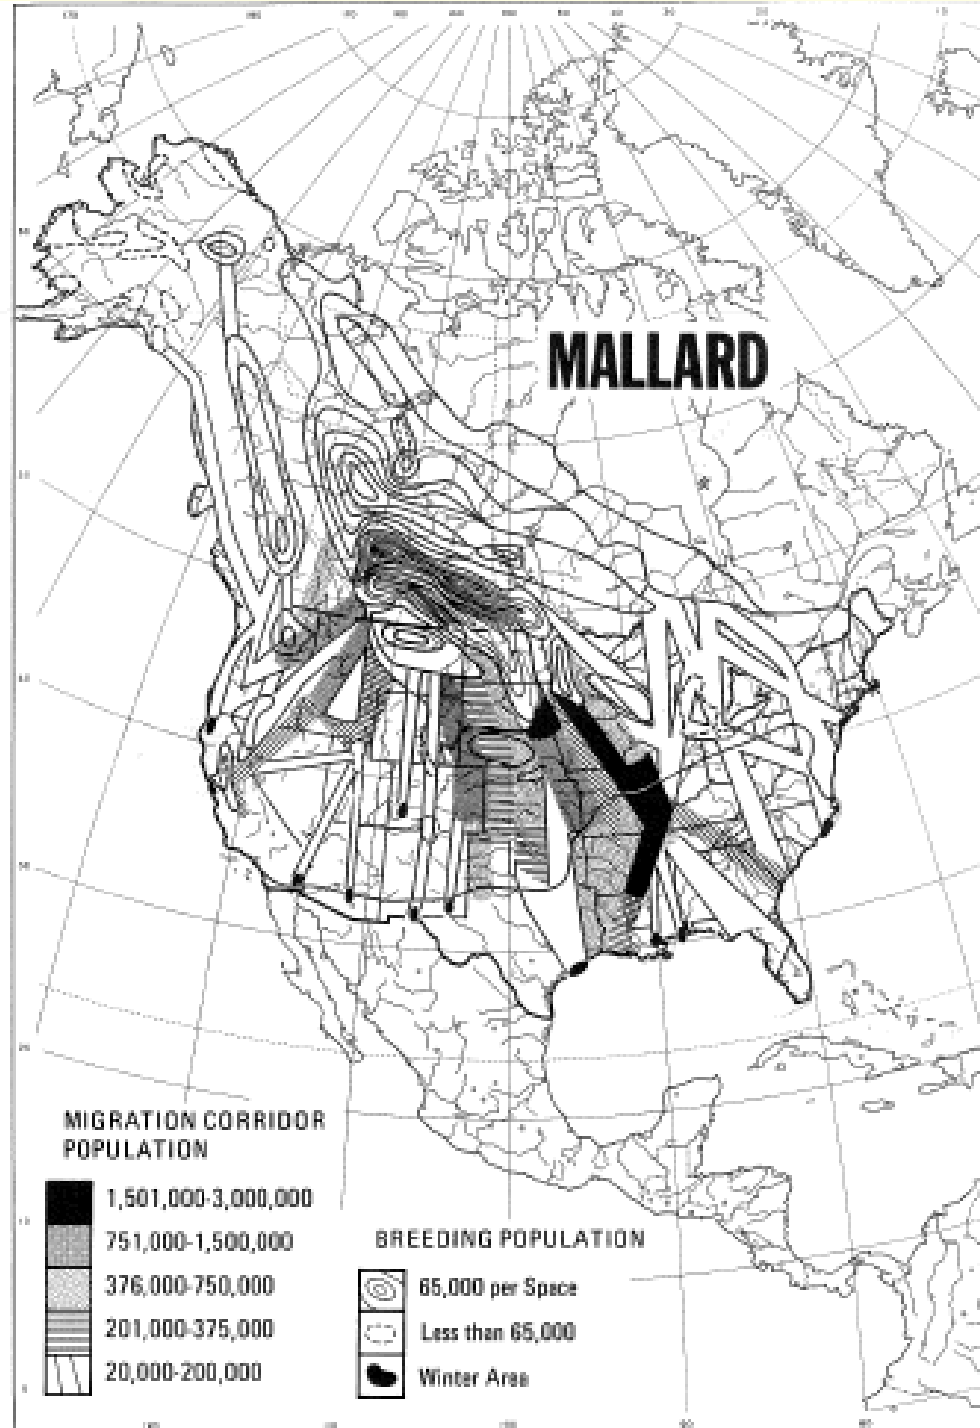 MALLARD
MIGRATION CORRIDOR
POPULATION
1,501,000-3,000,000
751,000-1,500,000
376,000-750,000
201,000-375,000
20,000-200,000
BREEDING POPULATION
65,000 per Space
Less than 65,000
Winter Area